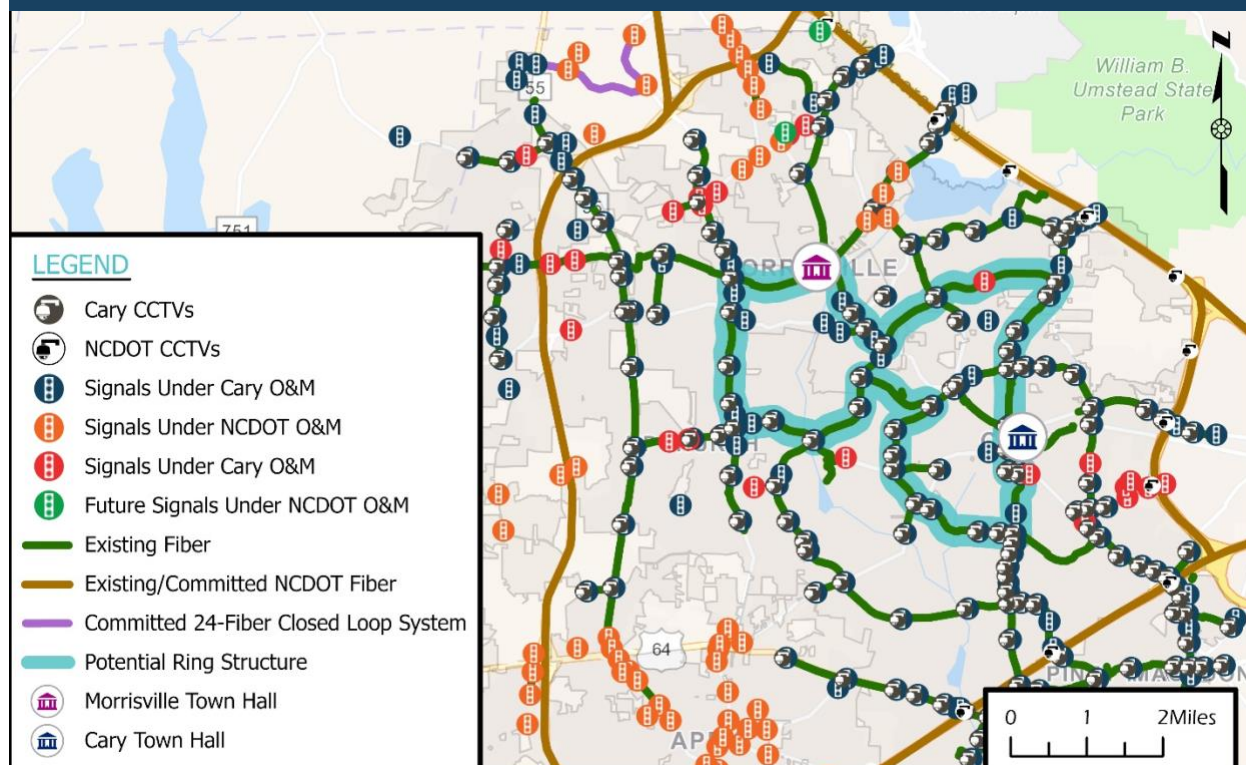 William B.
Umstead State
Park
Z
55
751
LEGEND
Cary CCTVs
NCDOT CCTVs
Signals Under Cary O&M
Signals Under NCDOT O&M
Signals Under Cary O&M
Future Signals Under NCDOT O&M
Existing Fiber
Existing/Committed NCDOT Fiber
Committed 24-Fiber Closed Loop System
Potential Ring Structure
Morrisville Town Hall
Cary Town Hall
64
0 1 2Miles